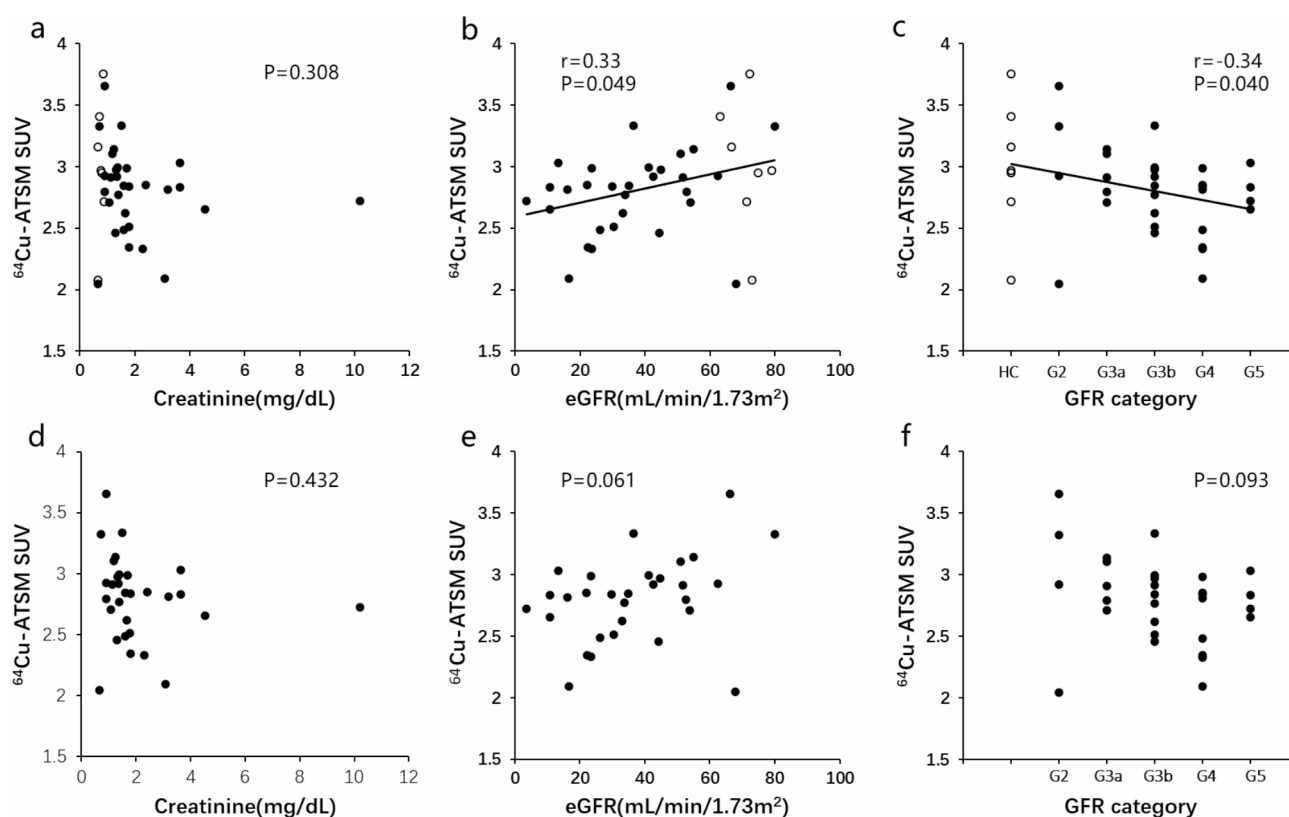 a
P=0.308
⁶⁴Cu-ATSM SUV
4
3.5
3
2.5
2
1.5
0 2 4 6 8 10 12
Creatinine(mg/dL)
b
r=0.33
P=0.049
⁶⁴Cu-ATSM SUV
4
3.5
3
2.5
2
1.5
0 20 40 60 80 100
eGFR(mL/min/1.73m²)
c
r=-0.34
P=0.040
⁶⁴Cu-ATSM SUV
4
3.5
3
2.5
2
1.5
HC G2 G3a G3b G4 G5
GFR category
d
P=0.432
⁶⁴Cu-ATSM SUV
4
3.5
3
2.5
2
1.5
0 2 4 6 8 10 12
Creatinine(mg/dL)
e
P=0.061
⁶⁴Cu-ATSM SUV
4
3.5
3
2.5
2
1.5
0 20 40 60 80 100
eGFR(mL/min/1.73m²)
f
P=0.093
⁶⁴Cu-ATSM SUV
4
3.5
3
2.5
2
1.5
G2 G3a G3b G4 G5
GFR category